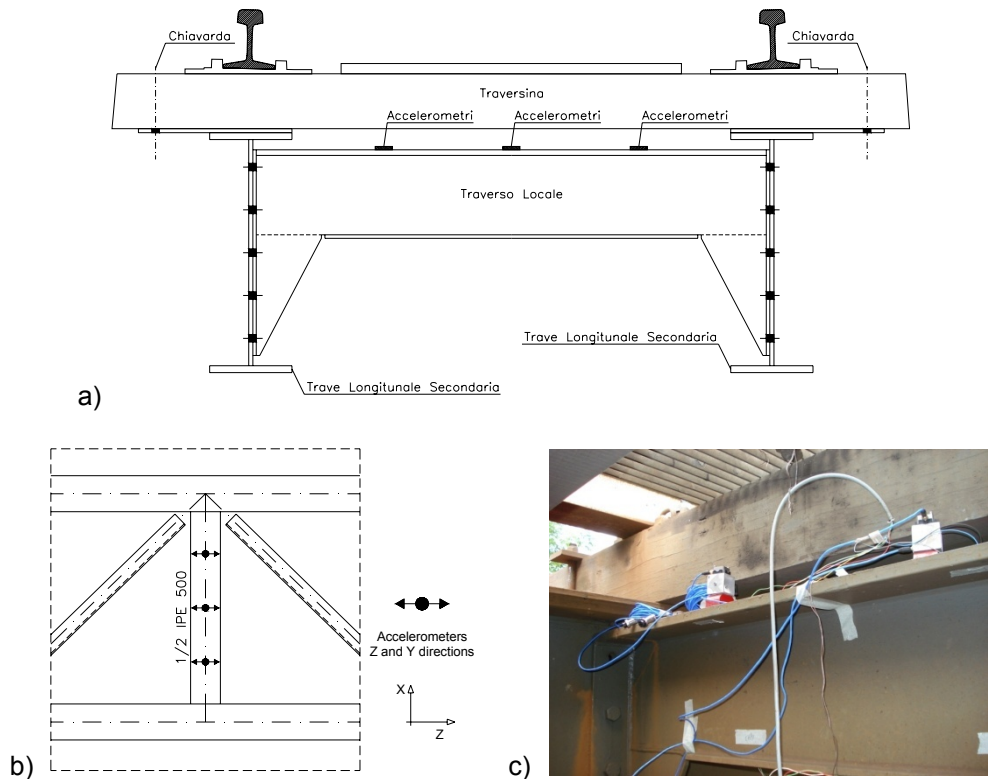 Chiavarda
Chiavarda
Traversina
Accelerometri
Accelerometri
Accelerometri
Traverso Locale
Trave Longitunale Secondaria
Trave Longitunale Secondaria
a)
1/2 IPE 500
Accelerometers
Z and Y directions
X
Z
b)
c)